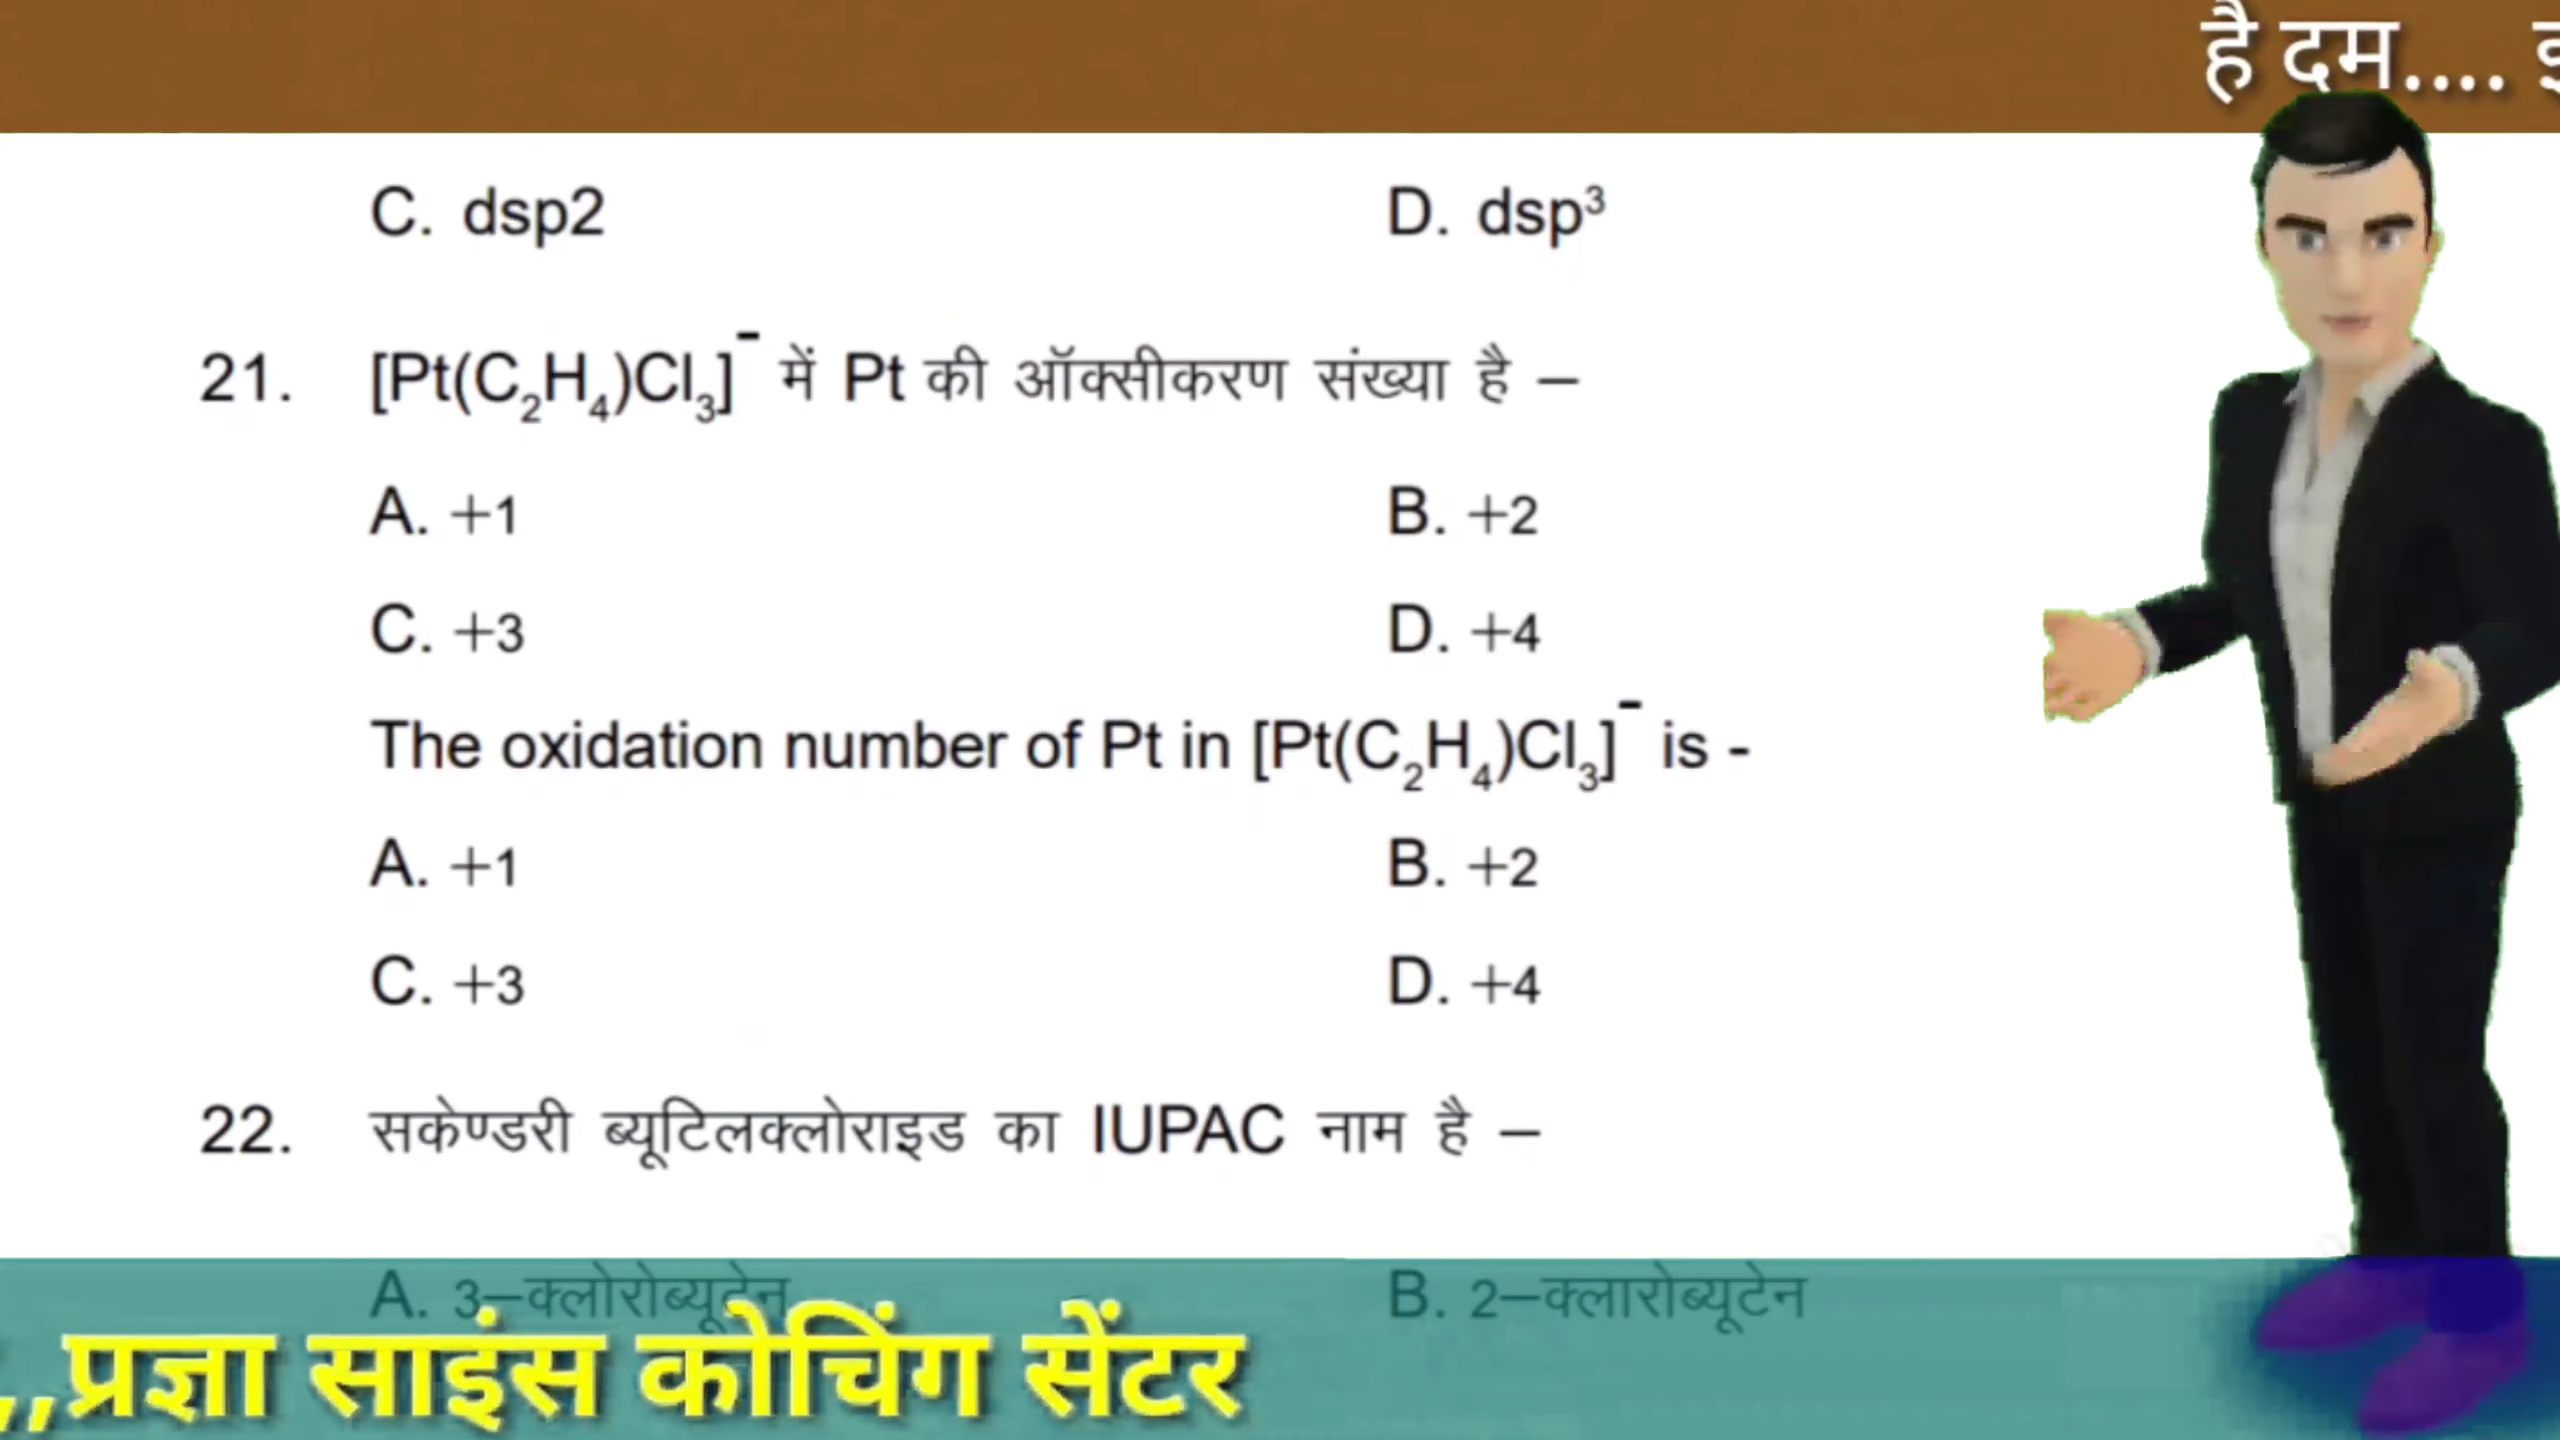 है दम....
C. dsp2 D. dsp³
21. [Pt(C₂H₄)Cl₃]⁻ में Pt की ऑक्सीकरण संख्या है –
A. +1 B. +2
C. +3 D. +4
The oxidation number of Pt in [Pt(C₂H₄)Cl₃]⁻ is -
A. +1 B. +2
C. +3 D. +4
22. सकेण्डरी ब्यूटिलक्लोराइड का IUPAC नाम है –
A. 3–क्लोरोब्यूटेन B. 2–क्लारोब्यूटेन
,,प्रज्ञा साइंस कोचिंग सेंटर